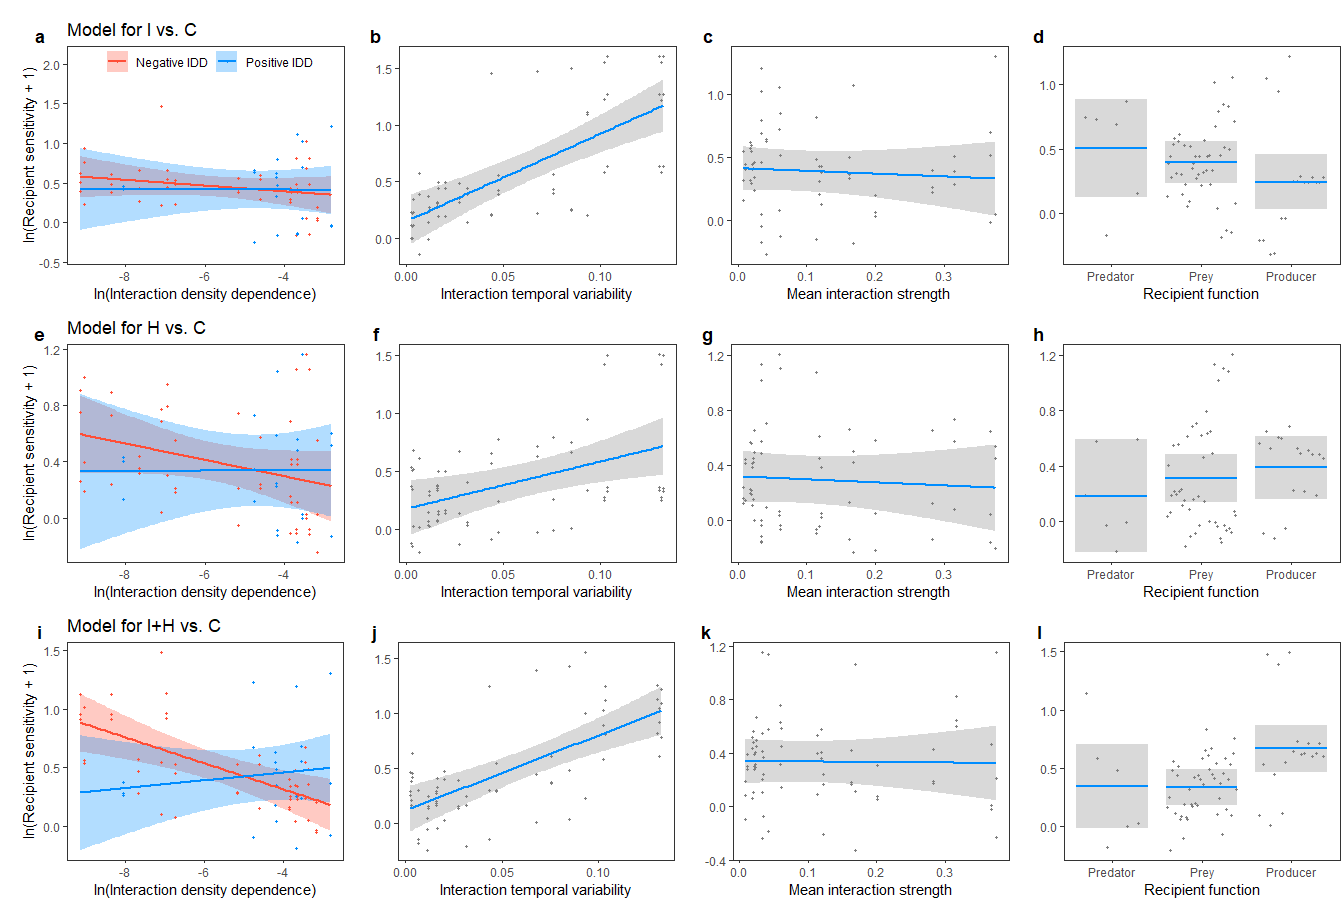 Model for I vs. C
a
b
c
d
Negative IDD
Positive IDD
ln(Recipient sensitivity + 1)
2.0
1.5
1.0
0.5
0.0
-0.5
-8
-6
-4
ln(Interaction density dependence)
1.5
1.0
0.5
0.0
0.00
0.05
0.10
Interaction temporal variability
1.0
0.5
0.0
0.0
0.1
0.2
0.3
Mean interaction strength
1.0
0.5
0.0
Predator
Prey
Producer
Recipient function
Model for H vs. C
e
f
g
h
ln(Recipient sensitivity + 1)
1.2
0.8
0.4
0.0
-8
-6
-4
ln(Interaction density dependence)
1.5
1.0
0.5
0.0
0.00
0.05
0.10
Interaction temporal variability
1.2
0.8
0.4
0.0
0.0
0.1
0.2
0.3
Mean interaction strength
1.2
0.8
0.4
0.0
Predator
Prey
Producer
Recipient function
Model for I+H vs. C
i
j
k
l
ln(Recipient sensitivity + 1)
1.5
1.0
0.5
0.0
-8
-6
-4
ln(Interaction density dependence)
1.5
1.0
0.5
0.0
0.00
0.05
0.10
Interaction temporal variability
1.2
0.8
0.4
0.0
-0.4
0.0
0.1
0.2
0.3
Mean interaction strength
1.5
1.0
0.5
0.0
Predator
Prey
Producer
Recipient function